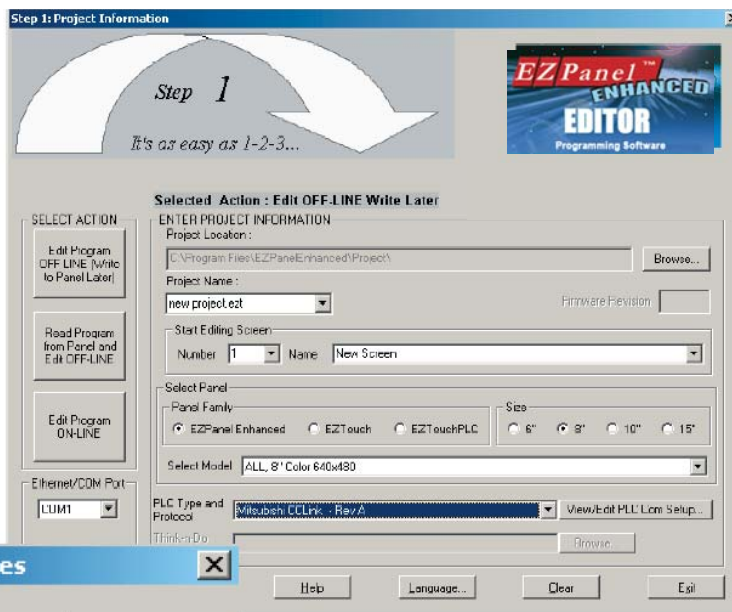 Step 1: Project Information
Step 1
It's as easy as 1-2-3...
EZPanel™
ENHANCED
EDITOR
Programming Software
Selected Action : Edit OFF-LINE Write Later
SELECT ACTION
Edit Program
OFF LINE (Write
to Panel Later)
Read Program
from Panel and
Edit OFF-LINE
Edit Program
ON-LINE
Ethernet/COM Port
COM1
ENTER PROJECT INFORMATION
Project Location :
C:\Program Files\EZPanelEnhanced\Project\
Browse...
Project Name :
new project.ezt
Firmware Revision
Start Editing Screen
Number 1 Name New Screen
Select Panel
Panel Family
EZPanel Enhanced EZTouch EZTouchPLC
Size
6" 8" 10" 15"
Select Model ALL, 8" Color 640x480
PLC Type and
Protocol
Mitsubishi CCLink - Rev A
View/Edit PLC Com Setup...
Think-n-Do
Browse...
es
Help Language... Clear Exit